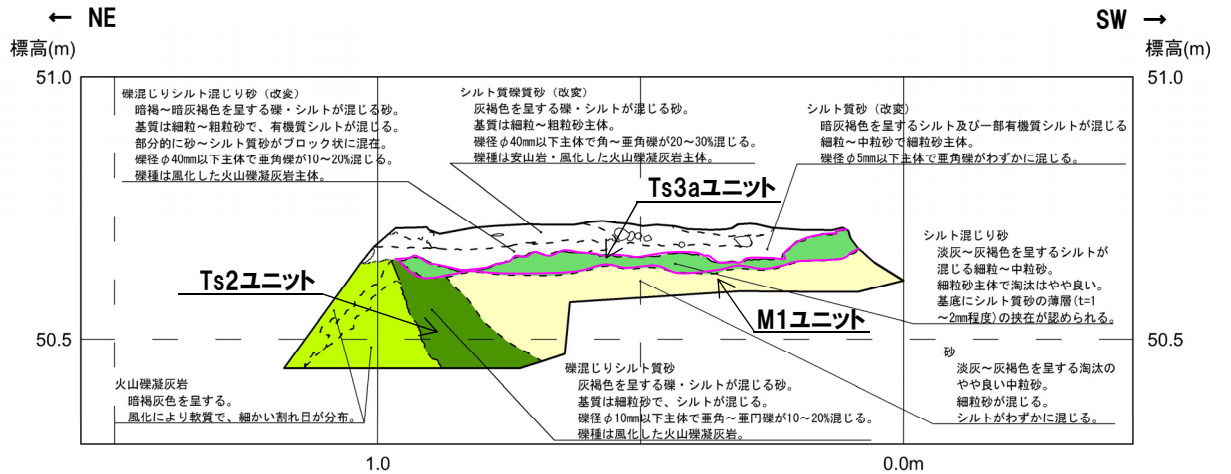 ← NE
SW →
標高(m)
標高(m)
51.0
51.0
礫混じりシルト混じり砂（改変）
暗褐～暗灰褐色を呈する礫・シルトが混じる砂。
基質は細粒～粗粒砂で、有機質シルトが混じる。
部分的に砂～シルト質砂がブロック状に混在。
礫径φ40mm以下主体で亜角礫が10～20%混じる。
礫種は風化した火山礫凝灰岩主体。
シルト質礫質砂（改変）
灰褐色を呈する礫・シルトが混じる砂。
基質は細粒～粗粒砂主体。
礫径φ40mm以下主体で角～亜角礫が20～30%混じる。
礫種は安山岩・風化した火山礫凝灰岩主体。
シルト質砂（改変）
暗灰褐色を呈するシルト及び一部有機質シルトが混じる
細粒～中粒砂で細粒砂主体。
礫径φ5mm以下主体で亜角礫がわずかに混じる。
Ts3aユニット
Ts2ユニット
M1ユニット
シルト混じり砂
淡灰～灰褐色を呈するシルトが
混じる細粒～中粒砂。
細粒砂主体で淘汰はやや良い。
基底にシルト質砂の薄層(t=1
～2mm程度)の挟在が認められる。
50.5
50.5
火山礫凝灰岩
暗褐灰色を呈する。
風化により軟質で、細かい割れ目が分布。
礫混じりシルト質砂
灰褐色を呈する礫・シルトが混じる砂。
基質は細粒砂で、シルトが混じる。
礫径φ10mm以下主体で亜角～亜円礫が10～20%混じる。
礫種は風化した火山礫凝灰岩。
砂
淡灰～灰褐色を呈する淘汰の
やや良い中粒砂。
細粒砂が混じる。
シルトがわずかに混じる。
1.0
0.0m